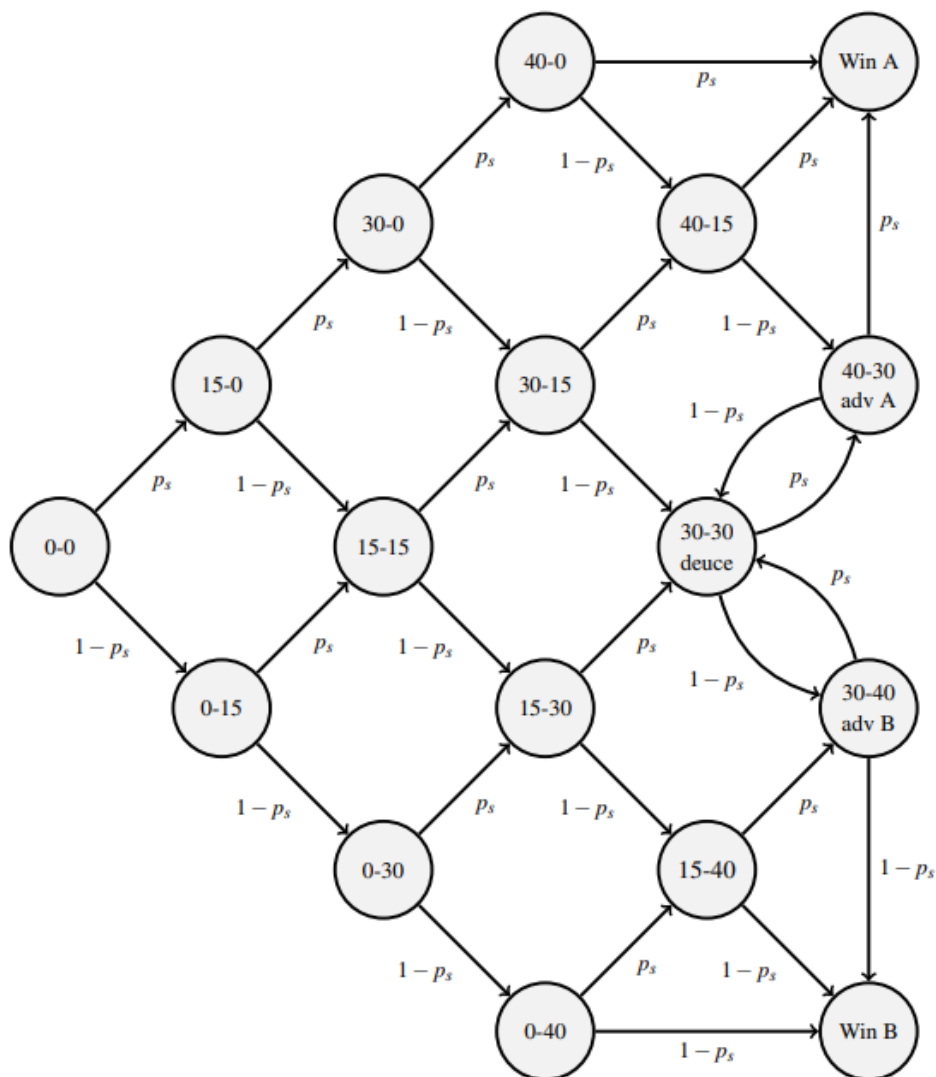 40-0
Win A
p_s
p_s
1 − p_s
p_s
30-0
40-15
p_s
p_s
1 − p_s
p_s
1 − p_s
15-0
30-15
40-30
adv A
1 − p_s
p_s
1 − p_s
p_s
1 − p_s
p_s
0-0
15-15
30-30
deuce
1 − p_s
p_s
1 − p_s
p_s
p_s
1 − p_s
0-15
15-30
30-40
adv B
1 − p_s
p_s
1 − p_s
p_s
0-30
15-40
1 − p_s
1 − p_s
p_s
1 − p_s
0-40
Win B
1 − p_s